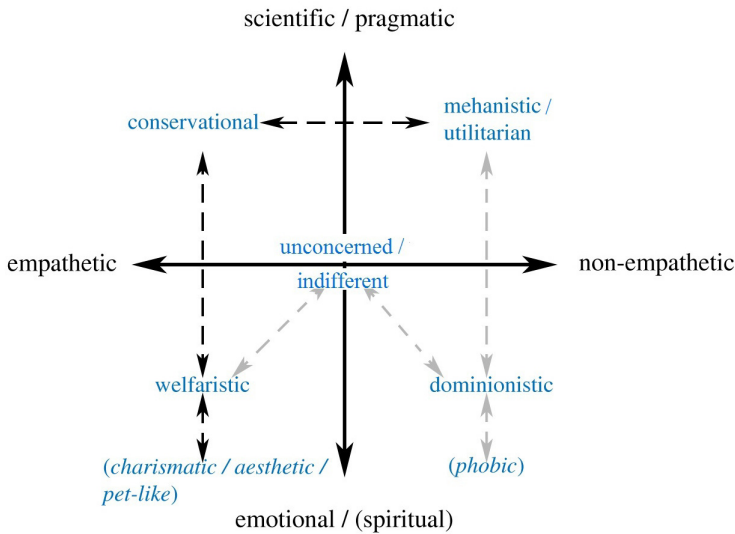 scientific / pragmatic
conservational
mehanistic /
utilitarian
unconcerned /
empathetic
non-empathetic
indifferent
welfaristic
dominionistic
(charismatic / aesthetic /
pet-like)
(phobic)
emotional / (spiritual)